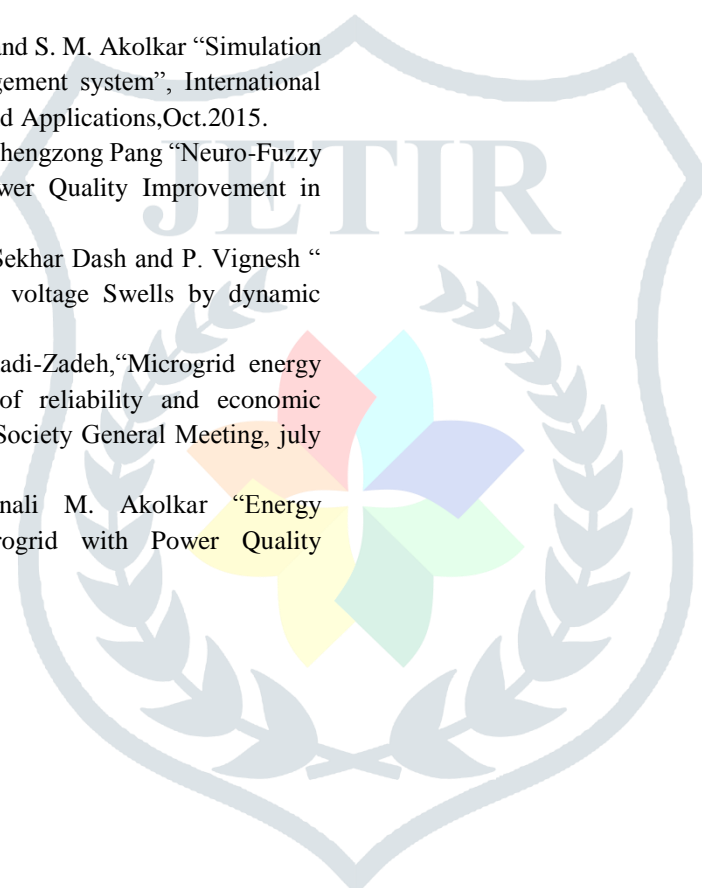 and S. M. Akolkar “Simulation
gement system”, International
d Applications,Oct.2015.
hengzong Pang “Neuro-Fuzzy
wer Quality Improvement in
JETIR
Sekhar Dash and P. Vignesh “
voltage Swells by dynamic
adi-Zadeh,“Microgrid energy
of reliability and economic
Society General Meeting, july
nali M. Akolkar “Energy
rogrid with Power Quality